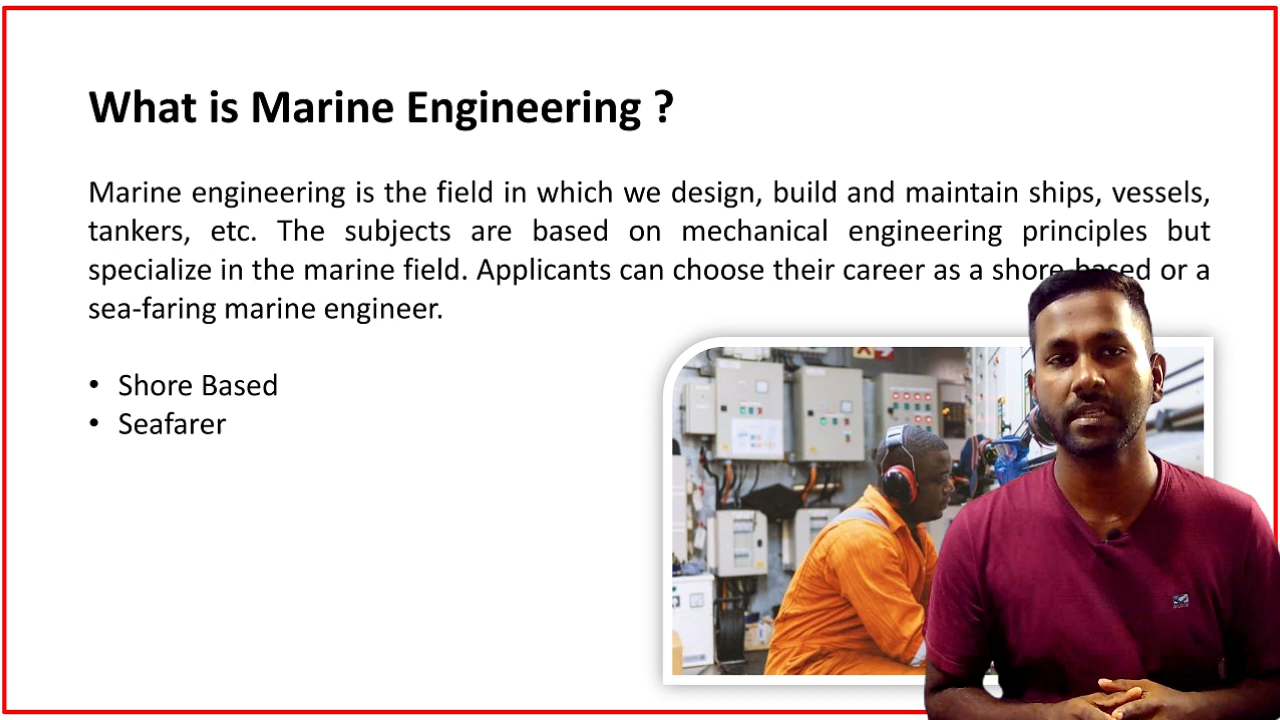 What is Marine Engineering ?
Marine engineering is the field in which we design, build and maintain ships, vessels,
tankers, etc. The subjects are based on mechanical engineering principles but
specialize in the marine field. Applicants can choose their career as a shore based or a
sea-faring marine engineer.
• Shore Based
• Seafarer